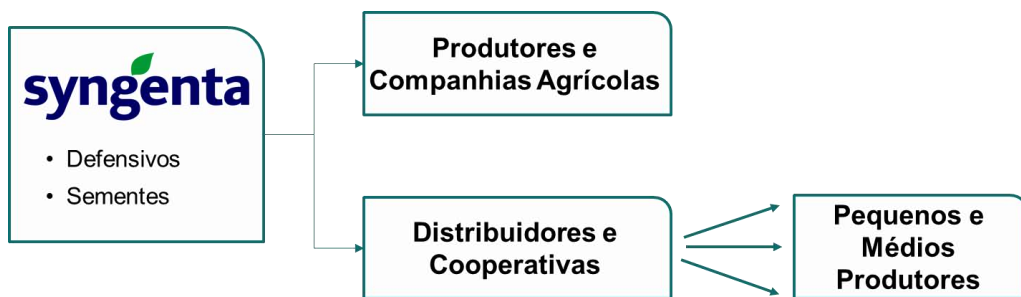 syngenta
• Defensivos
• Sementes
Produtores e
Companhias Agrícolas
Distribuidores e
Cooperativas
Pequenos e
Médios
Produtores